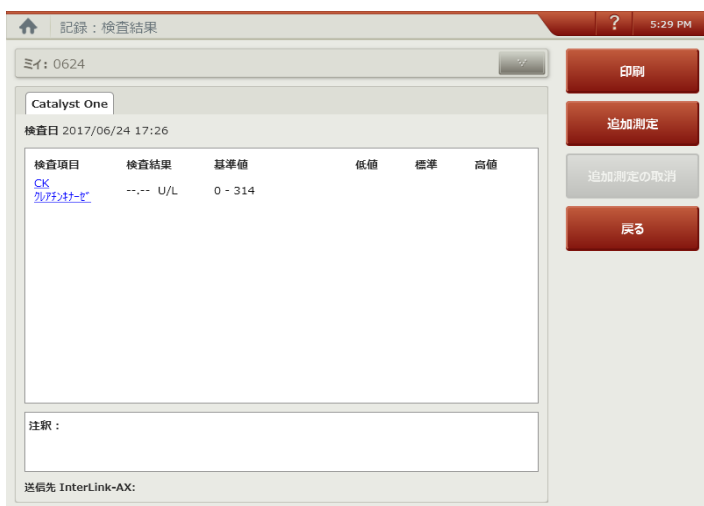 記録：検査結果
? 5:29 PM
ミイ: 0624
印刷
Catalyst One
追加測定
検査日 2017/06/24 17:26
検査項目 検査結果 基準値 低値 標準 高値
追加測定の取消
CK
ｸﾚｱﾁﾝｷﾅｰｾﾞ --.-- U/L 0 - 314
戻る
注釈：
送信先 InterLink-AX: